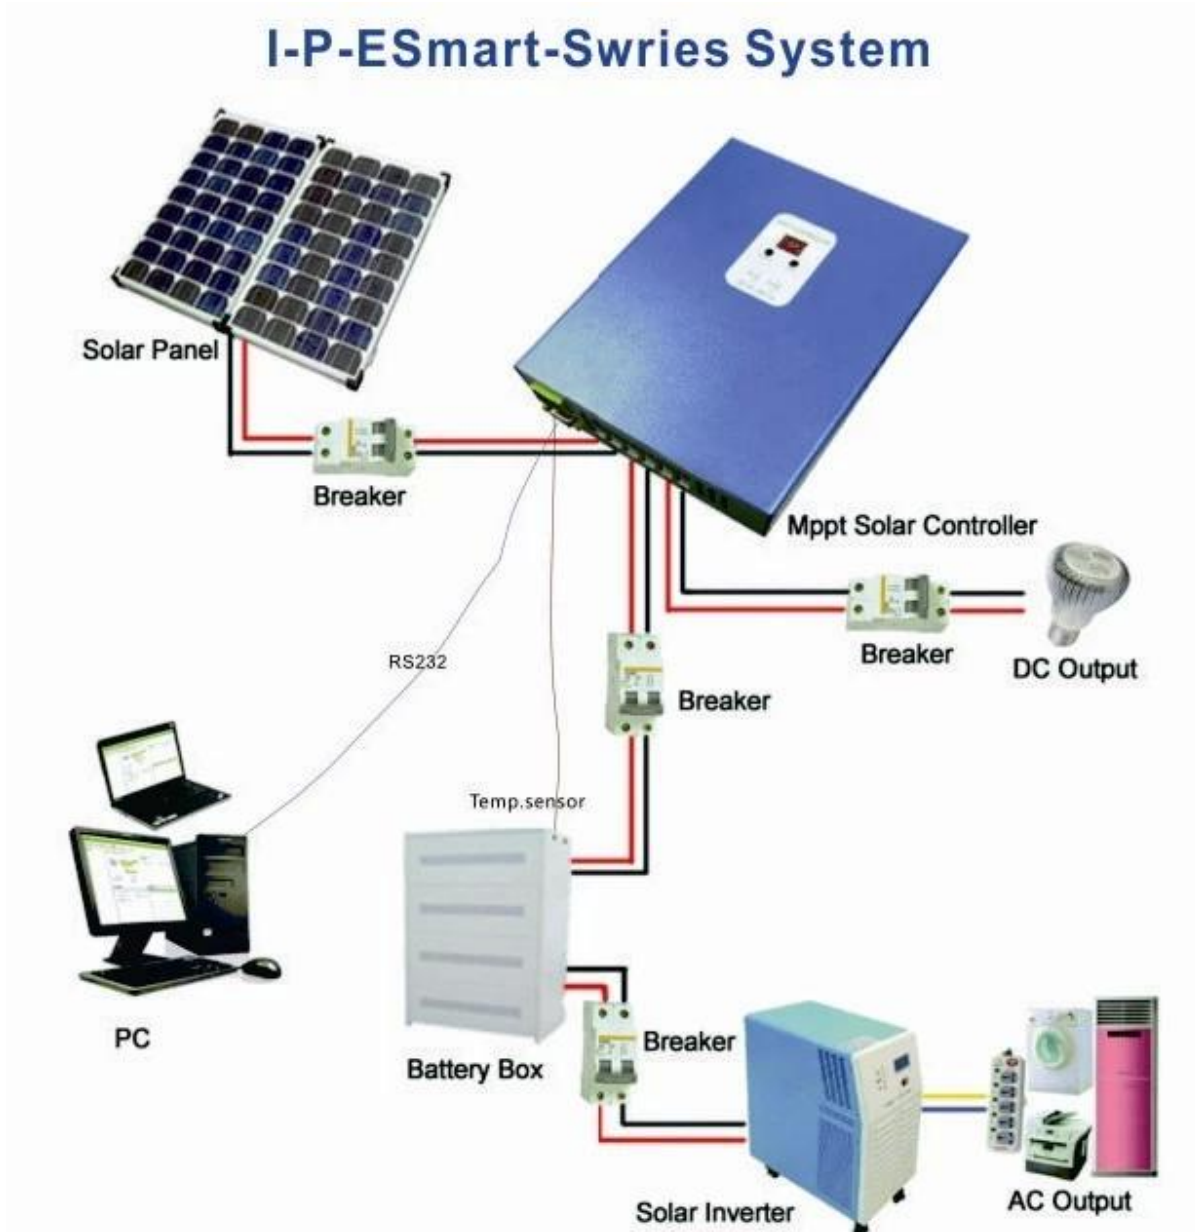 I-P-ESmart-Swries System
Solar Panel
Breaker
Mppt Solar Controller
Breaker
DC Output
RS232
Breaker
Temp.sensor
PC
Battery Box
Breaker
Solar Inverter
AC Output